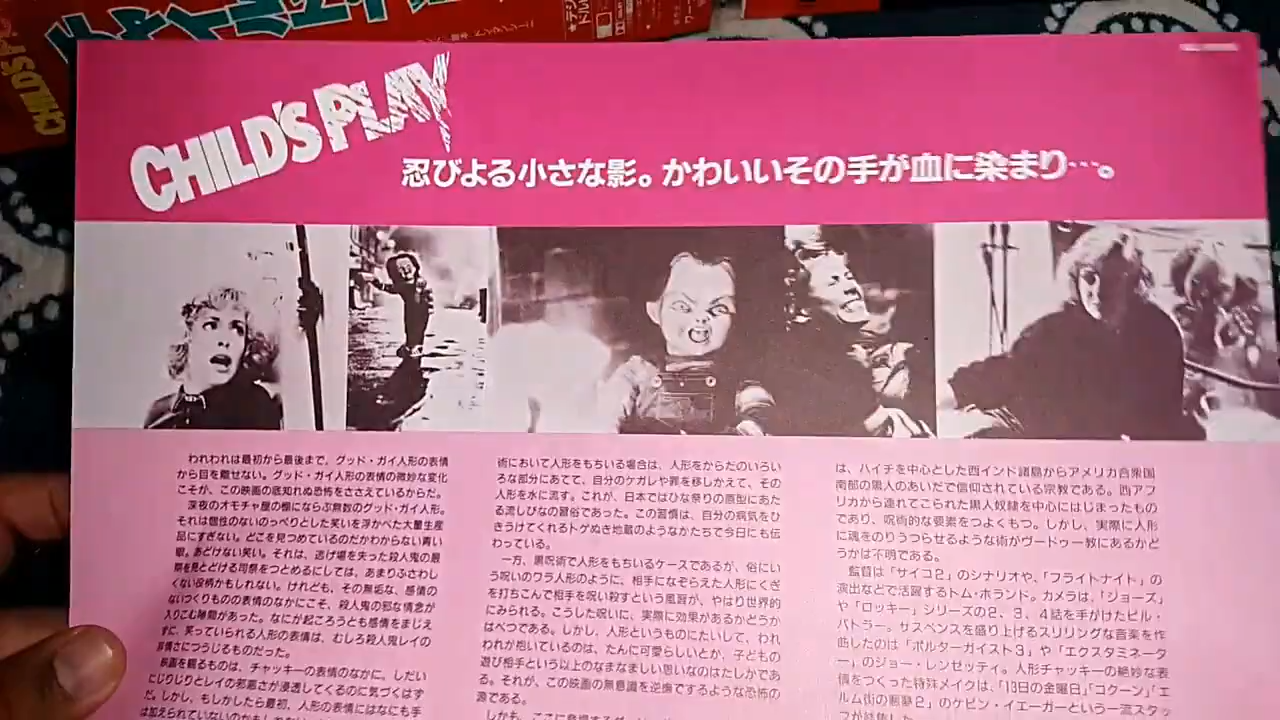 CHILD'S PLAY
忍びよる小さな影。かわいいその手が血に染まり…。
われわれは最初から最後まで、グッド・ガイ人形の表情
から目を離せない。グッド・ガイ人形の表情の微妙な変化
こそが、この映画の底知れぬ恐怖をささえているからだ。
深夜のオモチャ屋の棚にならぶ無数のグッド・ガイ人形。
それは個性のないのっぺりとした笑いを浮かべた大量生産
品にすぎない。どこを見つめているのだかわからない青い
眼。あどけない笑い。それは、逃げ場を失った殺人鬼の最
期を見とどける司祭をつとめるにしては、あまりふさわし
くない役柄かもしれない。けれども、その無垢な、感情の
ないつくりものの表情のなかにこそ、殺人鬼の邪な情念が
入りこむ隙間があった。なにが起ころうとも感情をまじえ
ずに、笑っていられる人形の表情は、むしろ殺人鬼レイの
非情さにつうじるものだった。
映画を観るものは、チャッキーの表情のなかに、しだい
にじりじりとレイの邪悪さが浸透してくるのに気づくはず
だ。しかし、もしかしたら最初、人形の表情にはなにも手
は加えられていないのかも
術において人形をもちいる場合は、人形をからだのいろい
ろな部分にあてて、自分のケガレや罪を移しかえて、その
人形を水に流す。これが、日本ではひな祭りの原型にあた
る流しびなの習俗であった。この習慣は、自分の病気をひ
きうけてくれるトゲぬき地蔵のようなかたちで今日にも伝
わっている。
一方、黒呪術で人形をもちいるケースであるが、俗にい
う呪いのワラ人形のように、相手になぞらえた人形にくぎ
を打ちこんで相手を呪い殺すという風習が、やはり世界的
にみられる。こうした呪いに、実際に効果があるかどうか
はべつである。しかし、人形というものにたいして、われ
われが抱いているのは、たんに可愛らしいとか、子どもの
遊び相手という以上のなまなましい思いなのはたしかであ
る。それが、この映画の無意識を逆撫でするような恐怖の
源である。
しかも、ここに登場する
は、ハイチを中心とした西インド諸島からアメリカ合衆国
南部の黒人のあいだで信仰されている宗教である。西アフ
リカから連れてこられた黒人奴隷を中心にはじまったもの
であり、呪術的な要素をつよくもつ。しかし、実際に人形
に魂をのりうつらせるような術がヴードゥー教にあるかど
うかは不明である。
監督は「サイコ2」のシナリオや、「フライトナイト」の
演出などで活躍するトム・ホランド。カメラは、「ジョーズ」
や「ロッキー」シリーズの2、3、4話を手がけたビル・
バトラー。サスペンスを盛り上げるスリリングな音楽を作
曲したのは「ポルターガイスト3」や「エクスタミネータ
ー」のジョー・レンゼッティ。人形チャッキーの絶妙な表
情をつくった特殊メイクは、「13日の金曜日」「コクーン」「エ
ルム街の悪夢2」のケビン・イエーガーという一流スタッ
フが結集した